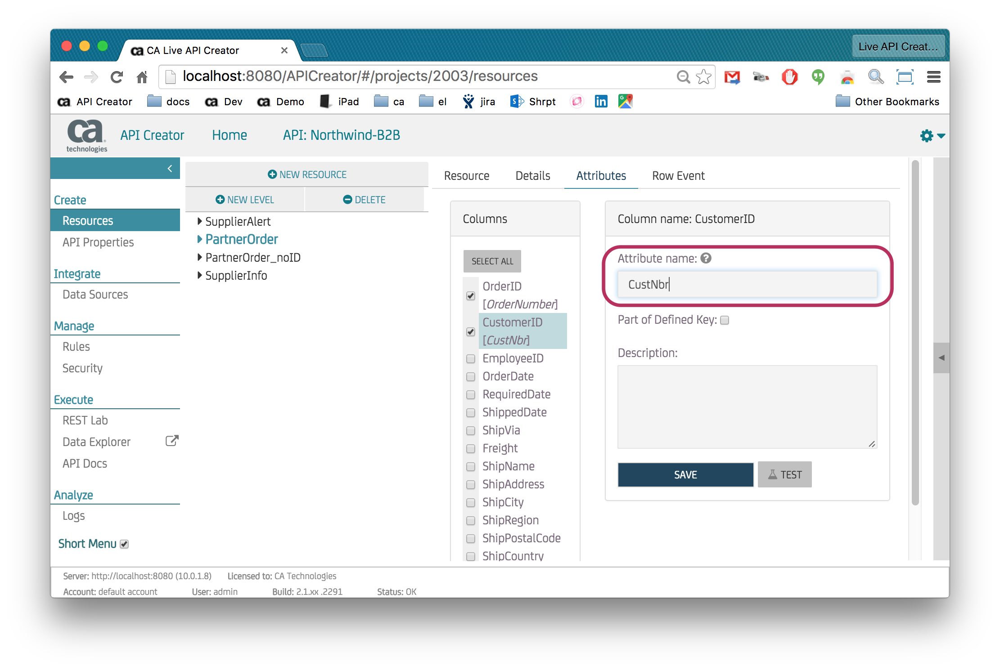 ca CA Live API Creator
Live API Creat...
localhost:8080/APICreator/#/projects/2003/resources
ca API Creator docs ca Dev ca Demo iPad ca el jira Shrpt in Other Bookmarks
ca technologies API Creator Home API: Northwind-B2B
NEW RESOURCE
NEW LEVEL DELETE
SupplierAlert
PartnerOrder
PartnerOrder_noID
SupplierInfo
Create
Resources
API Properties
Integrate
Data Sources
Manage
Rules
Security
Execute
REST Lab
Data Explorer
API Docs
Analyze
Logs
Short Menu
Resource Details Attributes Row Event
Columns
SELECT ALL
OrderID
[OrderNumber]
CustomerID
[CustNbr]
EmployeeID
OrderDate
RequiredDate
ShippedDate
ShipVia
Freight
ShipName
ShipAddress
ShipCity
ShipRegion
ShipPostalCode
ShipCountry
Column name: CustomerID
Attribute name: ?
CustNbr
Part of Defined Key:
Description:
SAVE TEST
Server: http://localhost:8080 (10.0.1.8) Licensed to: CA Technologies
Account: default account User: admin Build: 2.1.xx .2291 Status: OK